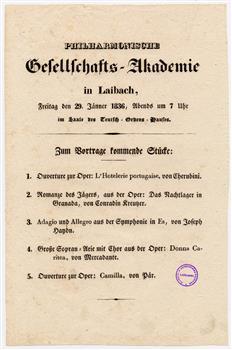 PHILHARMONISCHE
Gesellschafts-Akademie
in Laibach,
Freitag den 29. Jänner 1836, Abends um 7 Uhr
im Saale des Teutsch-Ordens-Hauses.
Zum Vortrage kommende Stücke:
1. Ouverture zur Oper: L'Hotelerie portugaise, von Cherubini.
2. Romanze des Jägers, aus der Oper: Das Nachtlager in
Granada, von Conradin Kreutzer.
3. Adagio und Allegro aus der Symphonie in Es, von Joseph
Haydn.
4. Große Sopran-Arie mit Chor aus der Oper: Donna Ca-
ritea, von Mercadante.
5. Ouverture zur Oper: Camilla, von Pär.